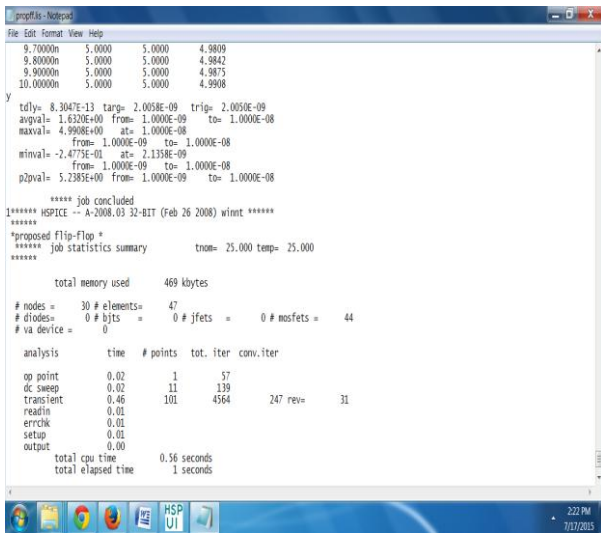 propff.lis - Notepad
File Edit Format View Help
9.70000n 5.0000 5.0000 4.9809
9.80000n 5.0000 5.0000 4.9842
9.90000n 5.0000 5.0000 4.9875
10.00000n 5.0000 5.0000 4.9908
y
tdly= 8.3047E-13 targ= 2.0058E-09 trig= 2.0050E-09
avgval= 1.6320E+00 from= 1.0000E-09 to= 1.0000E-08
maxval= 4.9908E+00 at= 1.0000E-08
from= 1.0000E-09 to= 1.0000E-08
minval= -2.4775E-01 at= 2.1358E-09
from= 1.0000E-09 to= 1.0000E-08
p2pval= 5.2385E+00 from= 1.0000E-09 to= 1.0000E-08
***** job concluded
1****** HSPICE -- A-2008.03 32-BIT (Feb 26 2008) winnt ******
******
*proposed flip-flop *
****** job statistics summary tnom= 25.000 temp= 25.000
******
total memory used 469 kbytes
# nodes = 30 # elements= 47
# diodes= 0 # bjts = 0 # jfets = 0 # mosfets = 44
# va device = 0
analysis time # points tot. iter conv.iter
op point 0.02 1 57
dc sweep 0.02 11 139
transient 0.46 101 4564 247 rev= 31
readin 0.01
errchk 0.01
setup 0.01
output 0.00
total cpu time 0.56 seconds
total elapsed time 1 seconds
HSP
UI
2:22 PM
7/17/2015